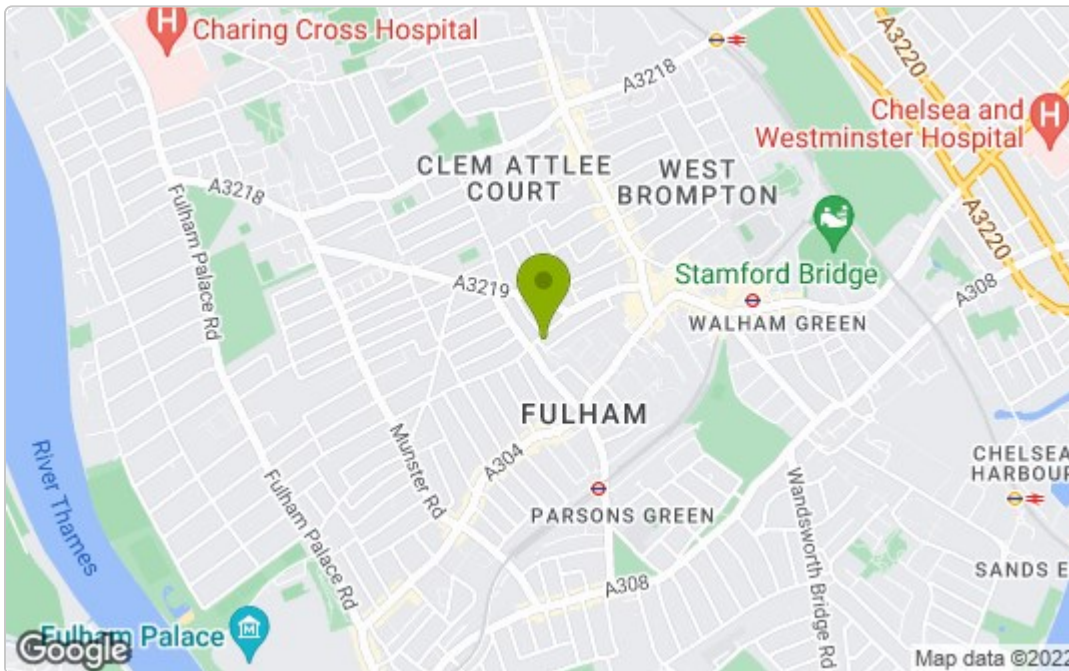 Charing Cross Hospital
H
A3218
A3220
Chelsea and
Westminster Hospital
H
CLEM ATTLEE
COURT
WEST
BROMPTON
A3218
Fulham Palace Rd
A3220
Stamford Bridge
A3219
A308
WALHAM GREEN
FULHAM
Munster Rd
A304
CHELSEA
HARBOUR
River Thames
Fulham Palace Rd
PARSONS GREEN
Wandsworth Bridge Rd
A308
SANDS E
Fulham Palace
M
Google
Map data ©2022